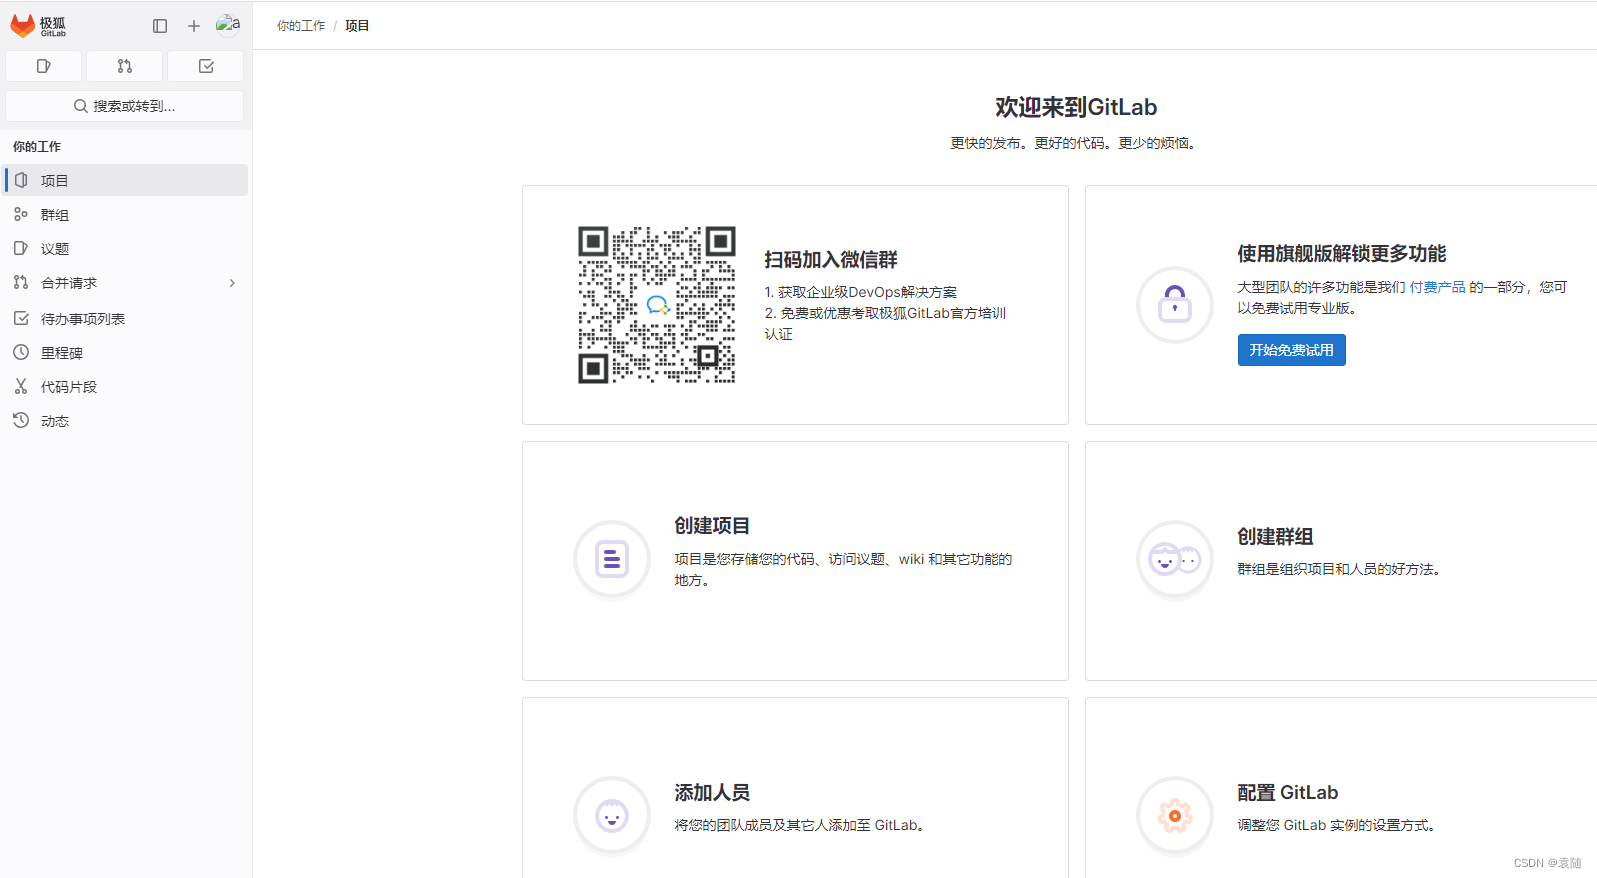 极狐
GitLab
a
搜索或转到...
你的工作
项目
群组
议题
合并请求
待办事项列表
里程碑
代码片段
动态
你的工作 / 项目
欢迎来到GitLab
更快的发布。更好的代码。更少的烦恼。
扫码加入微信群
1. 获取企业级DevOps解决方案
2. 免费或优惠考取极狐GitLab官方培训
认证
使用旗舰版解锁更多功能
大型团队的许多功能是我们 付费产品 的一部分，您可
以免费试用专业版。
开始免费试用
创建项目
项目是您存储您的代码、访问议题、wiki 和其它功能的
地方。
创建群组
群组是组织项目和人员的好方法。
添加人员
将您的团队成员及其它人添加至 GitLab。
配置 GitLab
调整您 GitLab 实例的设置方式。
CSDN @袁随